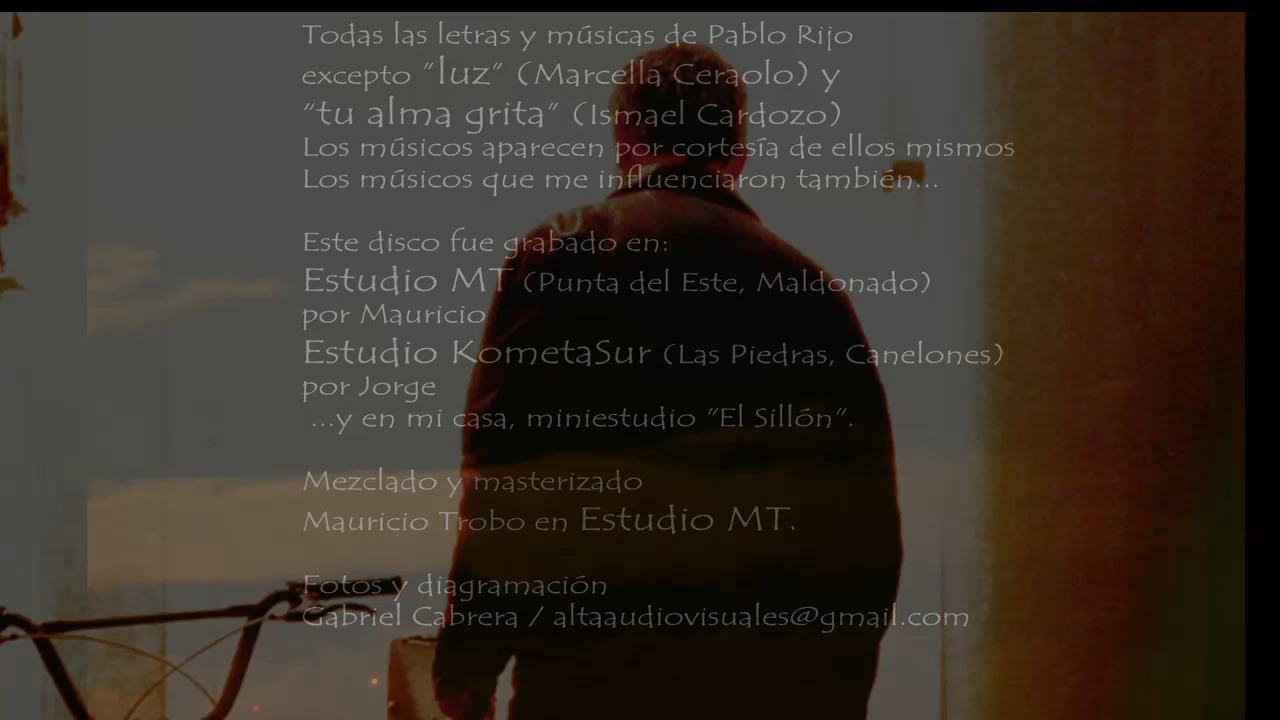 Todas las letras y músicas de Pablo Rijo
excepto "luz" (Marcella Ceraolo) y
"tu alma grita" (Ismael Cardozo)
Los músicos aparecen por cortesía de ellos mismos
Los músicos que me influenciaron también...
Este disco fue grabado en:
Estudio MT (Punta del Este, Maldonado)
por Mauricio
Estudio KometaSur (Las Piedras, Canelones)
por Jorge
...y en mi casa, miniestudio "El Sillón".
Mezclado y masterizado
Mauricio Trobo en Estudio MT.
Fotos y diagramación
Gabriel Cabrera / altaaudiovisuales@gmail.com